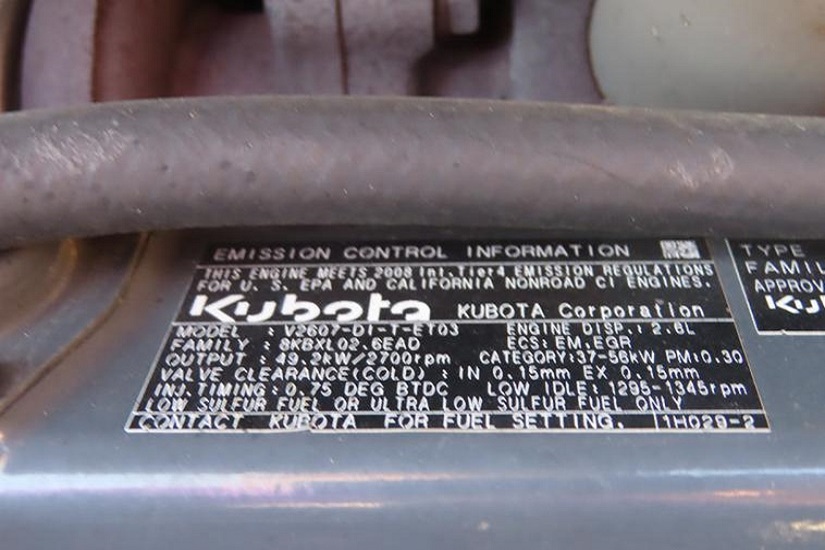 EMISSION CONTROL INFORMATION
THIS ENGINE MEETS 2008 Int.Tier4 EMISSION REGULATIONS
FOR U.S. EPA AND CALIFORNIA NONROAD CI ENGINES.
Kubota KUBOTA Corporation
MODEL : V2607-DI-T-ET03 ENGINE DISP.: 2.6L
FAMILY : 8KBXL02.6EAD ECS: EM,EGR
OUTPUT : 49.2kW/2700rpm CATEGORY:37-56kW PM:0.30
VALVE CLEARANCE(COLD) : IN 0.15mm EX 0.15mm
INJ.TIMING: 0.75 DEG BTDC LOW IDLE: 1295-1345rpm
LOW SULFUR FUEL OR ULTRA LOW SULFUR FUEL ONLY
CONTACT KUBOTA FOR FUEL SETTING. 1H029-2
TYPE
FAMIL
APPROV
Ku